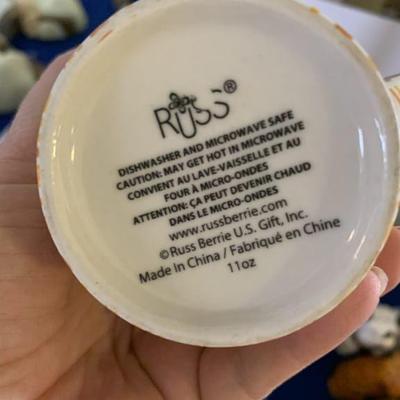 RUSS®
DISHWASHER AND MICROWAVE SAFE
CAUTION: MAY GET HOT IN MICROWAVE
CONVIENT AU LAVE-VAISSELLE ET AU
FOUR À MICRO-ONDES
ATTENTION: ÇA PEUT DEVENIR CHAUD
DANS LE MICRO-ONDES
www.russberrie.com
©Russ Berrie U.S. Gift, Inc.
Made In China / Fabriqué en Chine
11oz